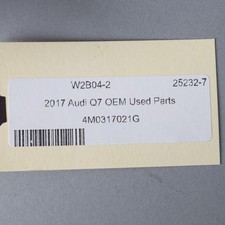 W2B04-2 25232-7
2017 Audi Q7 OEM Used Parts
4M0317021G